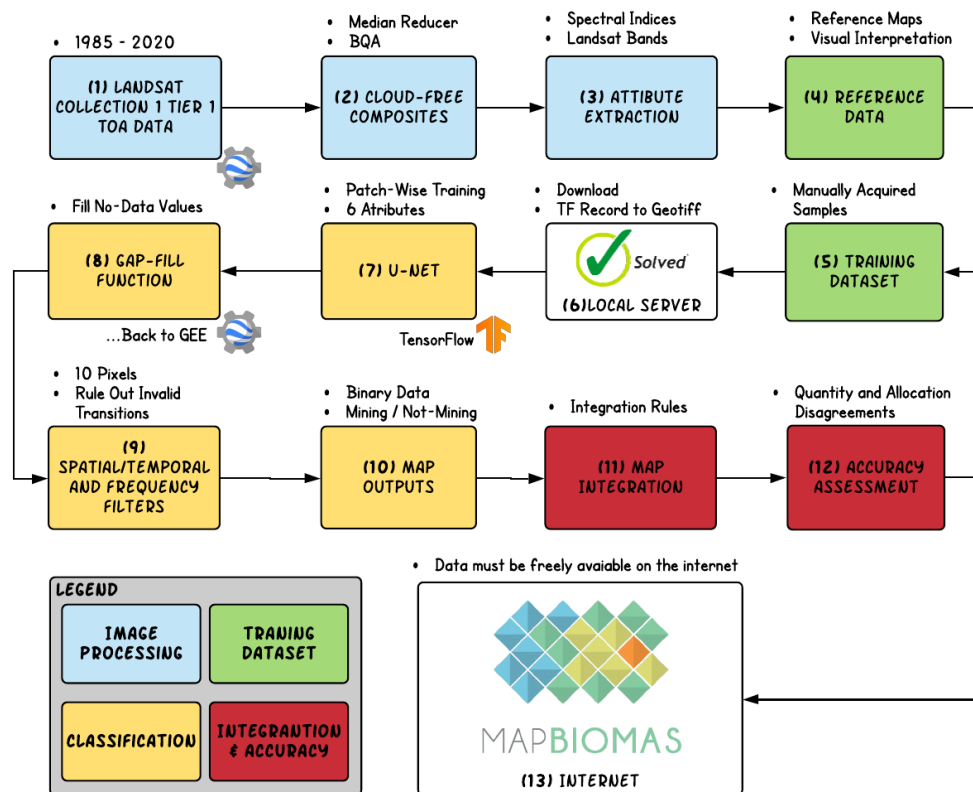 • 1985 - 2020
(1) LANDSAT
COLLECTION 1 TIER 1
TOA DATA
• Median Reducer
• BQA
(2) CLOUD-FREE
COMPOSITES
• Spectral Indices
• Landsat Bands
(3) ATTIBUTE
EXTRACTION
• Reference Maps
• Visual Interpretation
(4) REFERENCE
DATA
• Manually Acquired
Samples
(5) TRAINING
DATASET
• Download
• TF Record to Geotiff
Solved
(6)LOCAL SERVER
• Patch-Wise Training
• 6 Atributes
(7) U-NET
TensorFlow
• Fill No-Data Values
(8) GAP-FILL
FUNCTION
...Back to GEE
• 10 Pixels
• Rule Out Invalid
Transitions
(9)
SPATIAL/TEMPORAL
AND FREQUENCY
FILTERS
• Binary Data
• Mining / Not-Mining
(10) MAP
OUTPUTS
• Integration Rules
(11) MAP
INTEGRATION
• Quantity and Allocation
Disagreements
(12) ACCURACY
ASSESSMENT
• Data must be freely avaiable on the internet
MAPBIOMAS
(13) INTERNET
LEGEND
IMAGE
PROCESSING
TRANING
DATASET
CLASSIFICATION
INTEGRANTION
& ACCURACY